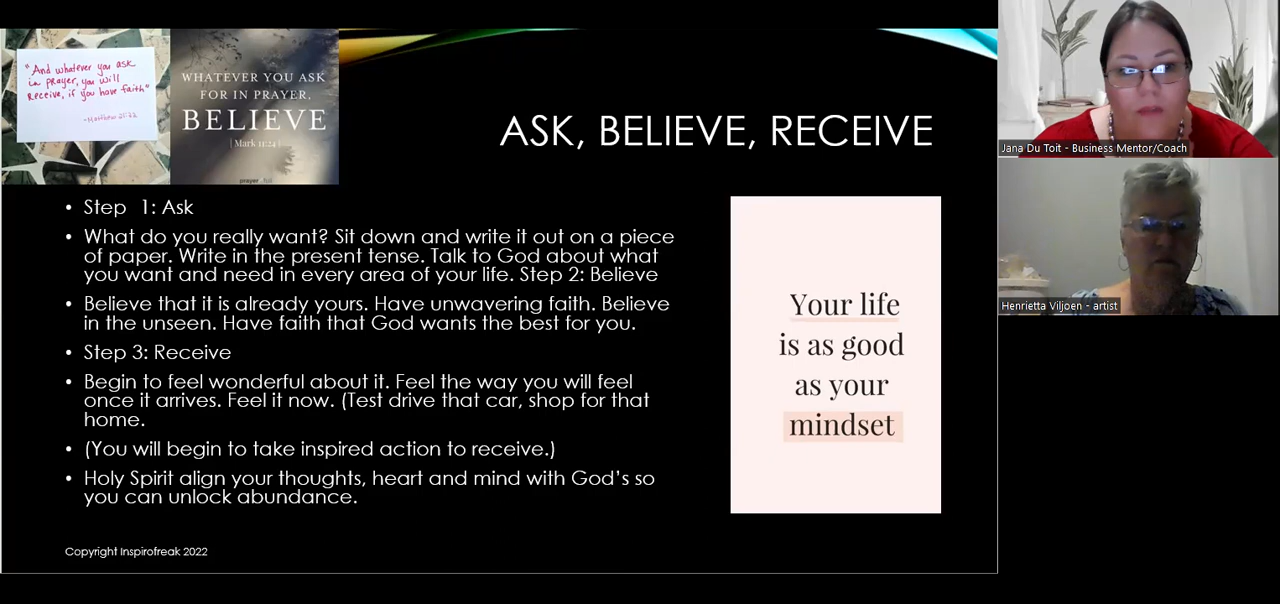 "And whatever you ask
in prayer, you will
receive, if you have faith"
-Matthew 21:22
WHATEVER YOU ASK
FOR IN PRAYER,
BELIEVE
| Mark 11:24 |
ASK, BELIEVE, RECEIVE
• Step 1: Ask
• What do you really want? Sit down and write it out on a piece
of paper. Write in the present tense. Talk to God about what
you want and need in every area of your life. Step 2: Believe
• Believe that it is already yours. Have unwavering faith. Believe
in the unseen. Have faith that God wants the best for you.
• Step 3: Receive
• Begin to feel wonderful about it. Feel the way you will feel
once it arrives. Feel it now. (Test drive that car, shop for that
home.
• (You will begin to take inspired action to receive.)
• Holy Spirit align your thoughts, heart and mind with God's so
you can unlock abundance.
Copyright Inspirofreak 2022
Your life
is as good
as your
mindset
Jana Du Toit - Business Mentor/Coach
Henrietta Viljoen - artist